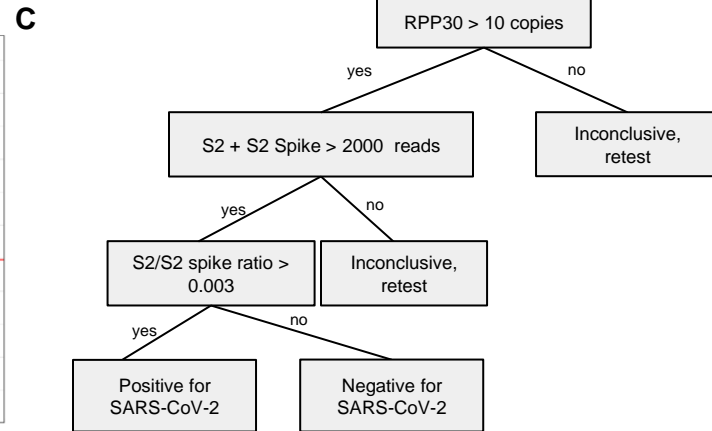 C
RPP30 > 10 copies
yes
no
S2 + S2 Spike > 2000 reads
Inconclusive,
retest
yes
no
S2/S2 spike ratio >
0.003
Inconclusive,
retest
yes
no
Positive for
SARS-CoV-2
Negative for
SARS-CoV-2